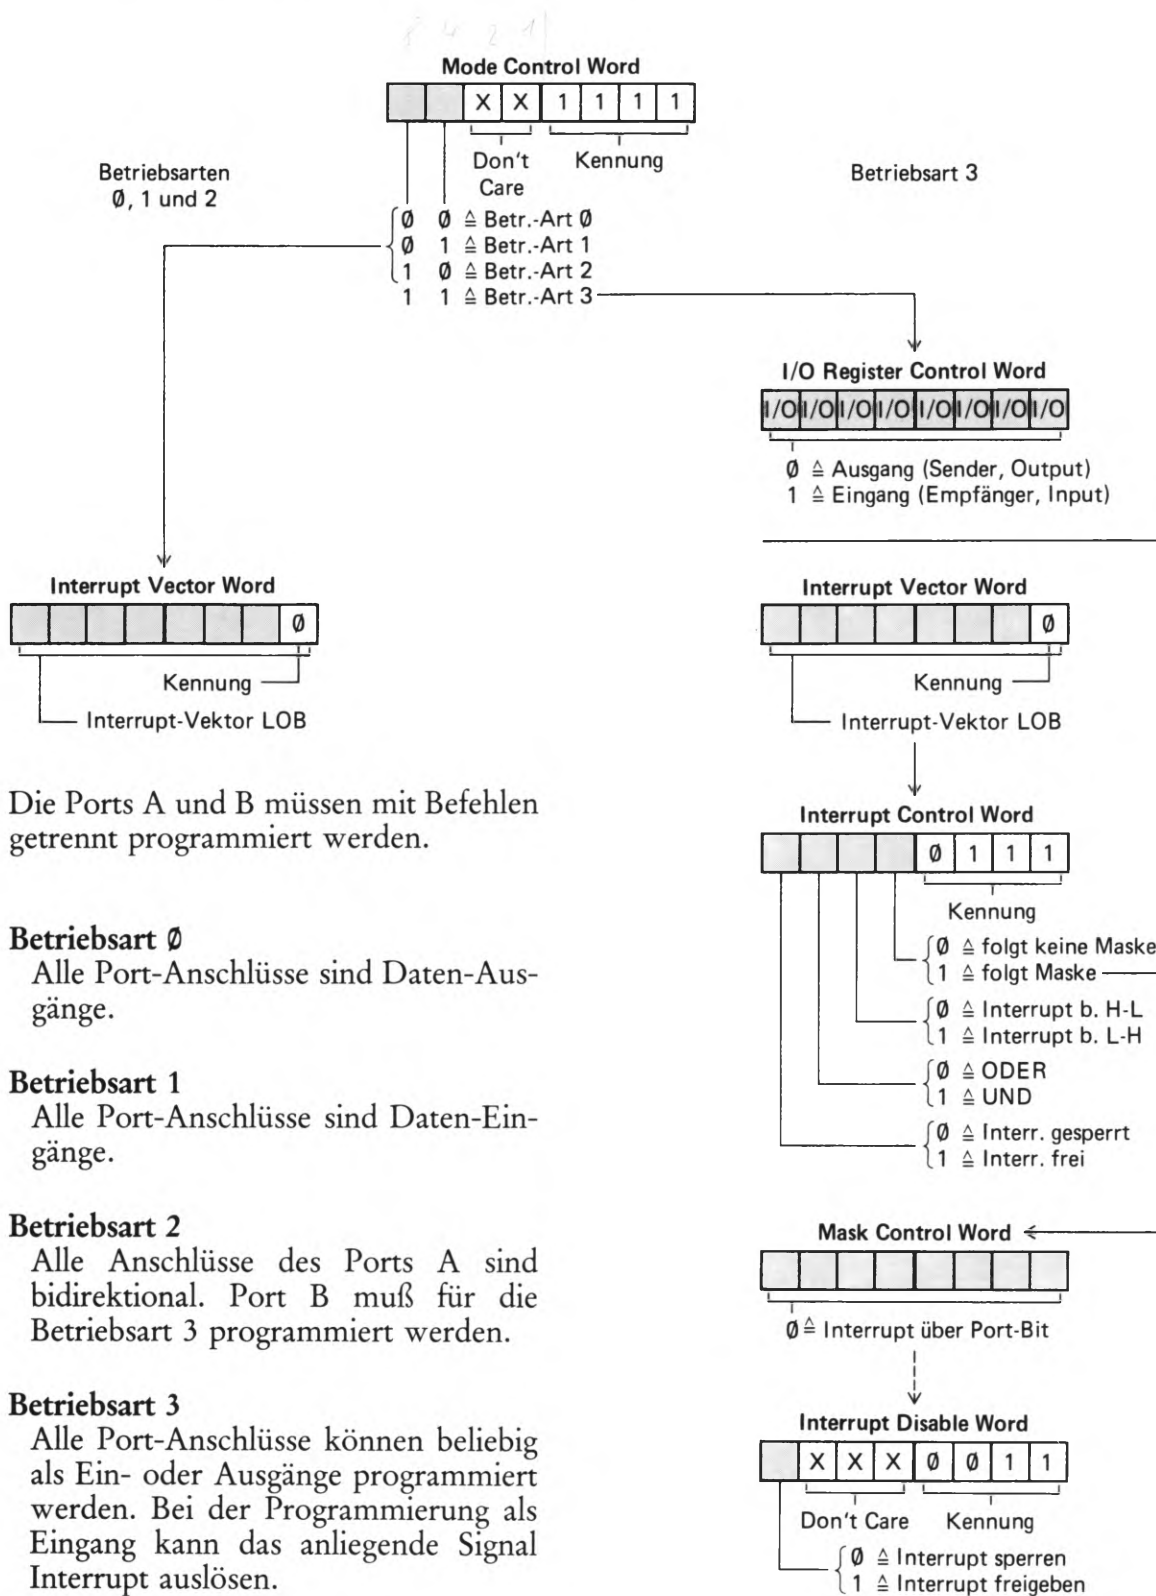 8 4 2 1
Mode Control Word
X X 1 1 1 1
Don't Care
Kennung
Betriebsarten
Ø, 1 und 2
Betriebsart 3
Ø Ø ≙ Betr.-Art Ø
Ø 1 ≙ Betr.-Art 1
1 Ø ≙ Betr.-Art 2
1 1 ≙ Betr.-Art 3
I/O Register Control Word
I/O I/O I/O I/O I/O I/O I/O I/O
Ø ≙ Ausgang (Sender, Output)
1 ≙ Eingang (Empfänger, Input)
Interrupt Vector Word
Ø
Kennung
Interrupt-Vektor LOB
Interrupt Vector Word
Ø
Kennung
Interrupt-Vektor LOB
Die Ports A und B müssen mit Befehlen
getrennt programmiert werden.
Betriebsart Ø
Alle Port-Anschlüsse sind Daten-Aus-
gänge.
Betriebsart 1
Alle Port-Anschlüsse sind Daten-Ein-
gänge.
Betriebsart 2
Alle Anschlüsse des Ports A sind
bidirektional. Port B muß für die
Betriebsart 3 programmiert werden.
Betriebsart 3
Alle Port-Anschlüsse können beliebig
als Ein- oder Ausgänge programmiert
werden. Bei der Programmierung als
Eingang kann das anliegende Signal
Interrupt auslösen.
Interrupt Control Word
Ø 1 1 1
Kennung
Ø ≙ folgt keine Maske
1 ≙ folgt Maske
Ø ≙ Interrupt b. H-L
1 ≙ Interrupt b. L-H
Ø ≙ ODER
1 ≙ UND
Ø ≙ Interr. gesperrt
1 ≙ Interr. frei
Mask Control Word
Ø ≙ Interrupt über Port-Bit
Interrupt Disable Word
X X X Ø Ø 1 1
Don't Care
Kennung
Ø ≙ Interrupt sperren
1 ≙ Interrupt freigeben